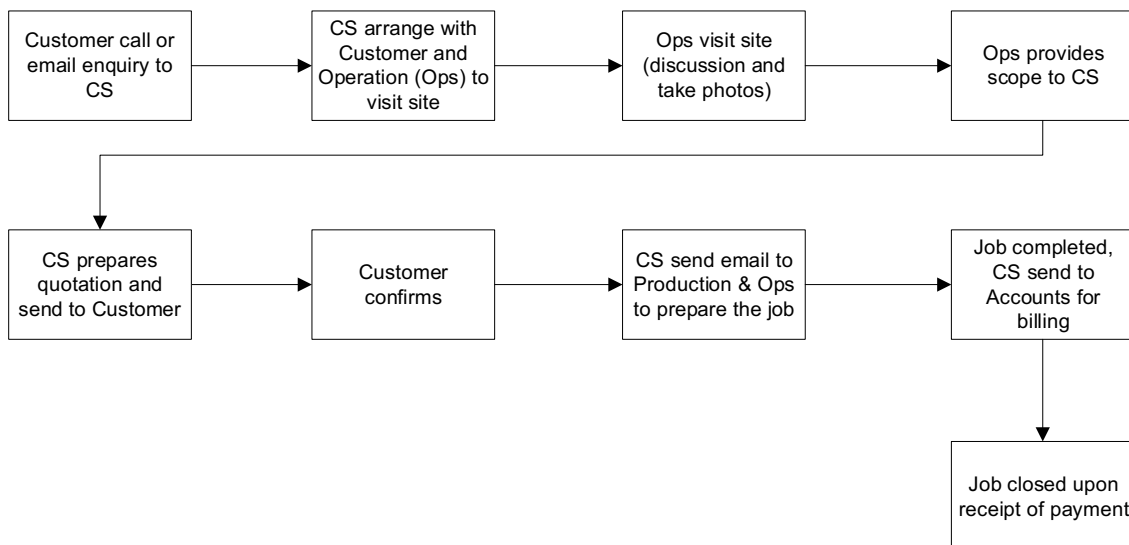 Customer call or
email enquiry to
CS
CS arrange with
Customer and
Operation (Ops) to
visit site
Ops visit site
(discussion and
take photos)
Ops provides
scope to CS
CS prepares
quotation and
send to Customer
Customer
confirms
CS send email to
Production & Ops
to prepare the job
Job completed,
CS send to
Accounts for
billing
Job closed upon
receipt of payment